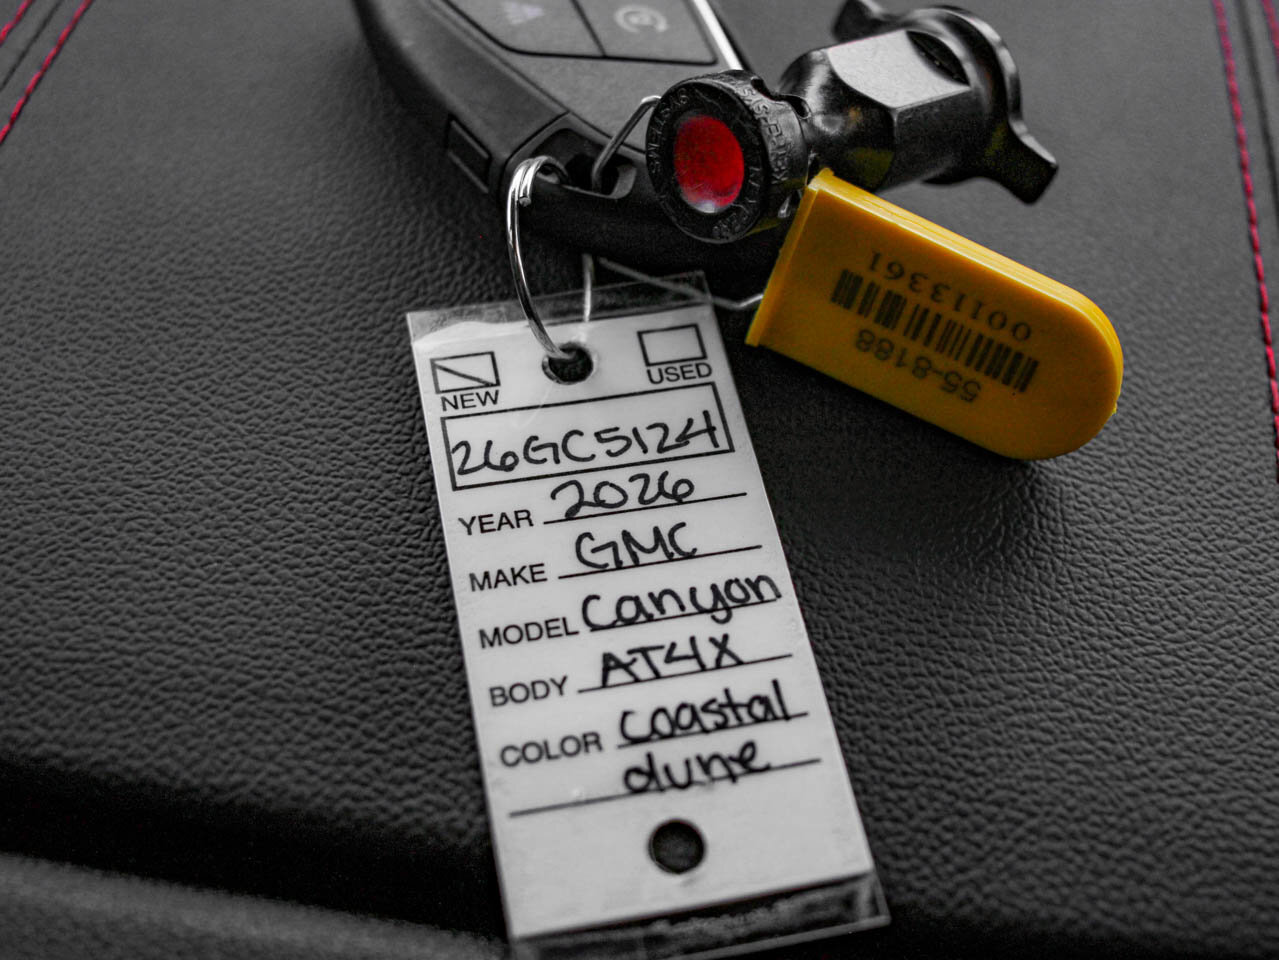 NEW
USED
26GC5124
YEAR 2026
MAKE GMC
MODEL Canyon
BODY AT4X
COLOR Coastal
dune
00113361
55-8188